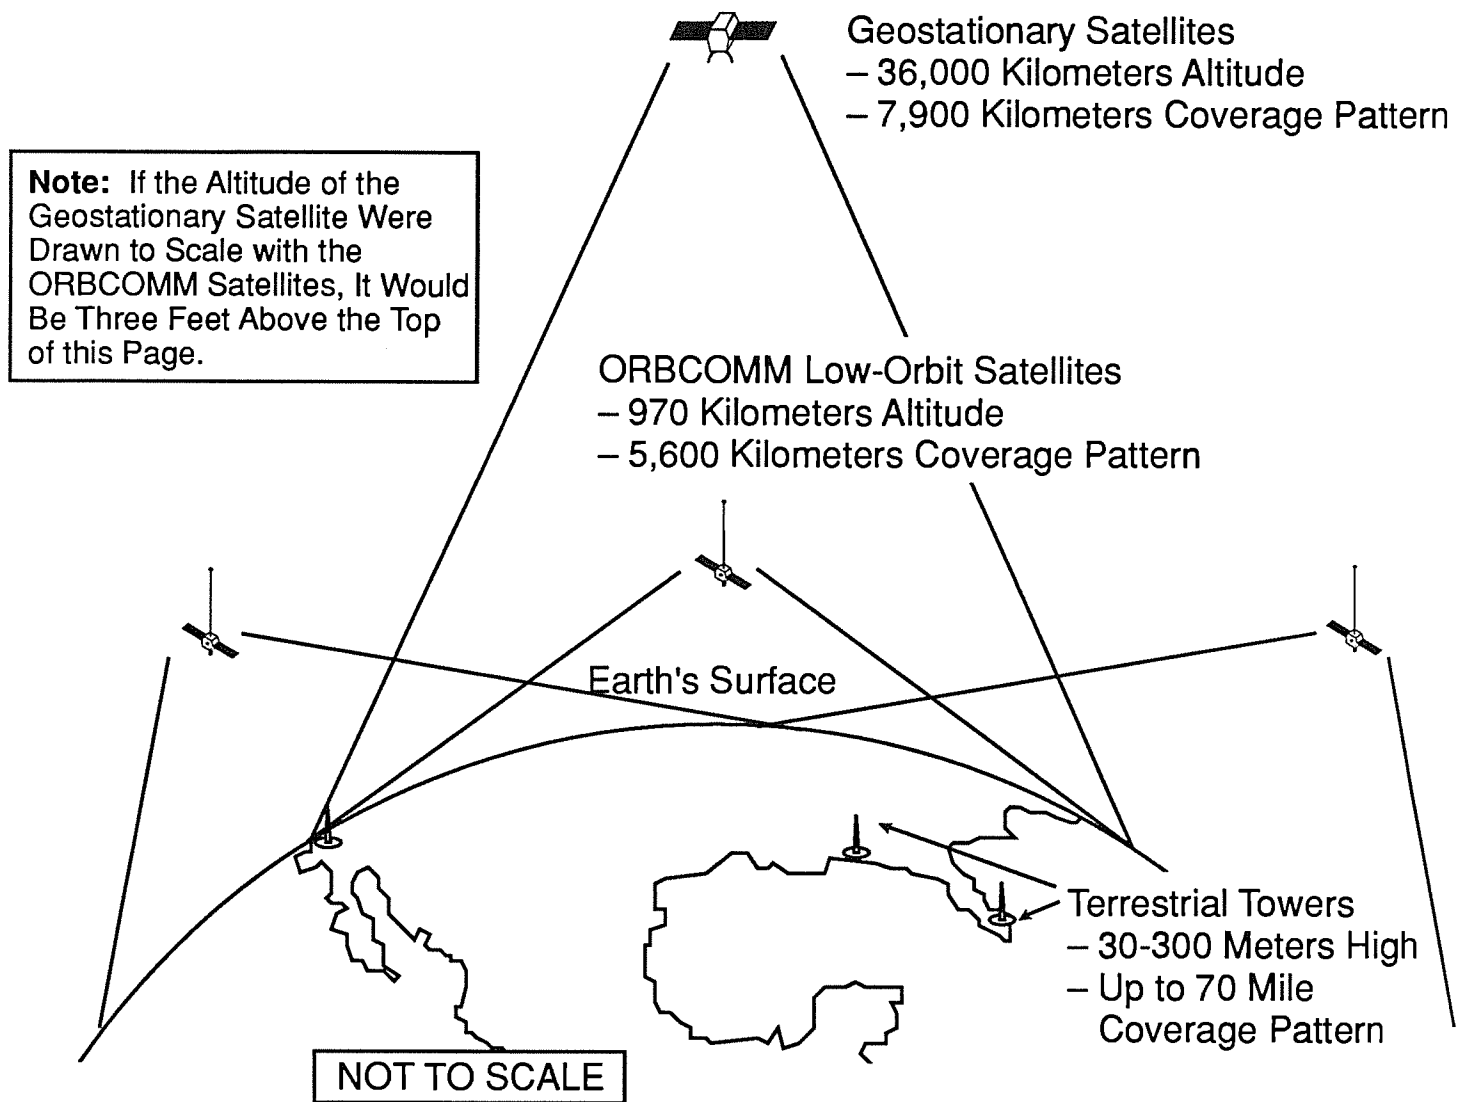 Geostationary Satellites
– 36,000 Kilometers Altitude
– 7,900 Kilometers Coverage Pattern
Note: If the Altitude of the
Geostationary Satellite Were
Drawn to Scale with the
ORBCOMM Satellites, It Would
Be Three Feet Above the Top
of this Page.
ORBCOMM Low-Orbit Satellites
– 970 Kilometers Altitude
– 5,600 Kilometers Coverage Pattern
Earth's Surface
Terrestrial Towers
– 30-300 Meters High
– Up to 70 Mile
Coverage Pattern
NOT TO SCALE